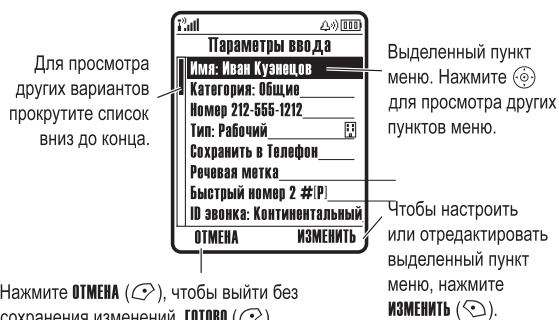 Для просмотра
других вариантов
прокрутите список
вниз до конца.
Параметры ввода
Имя: Иван Кузнецов
Категория: Общие
Номер 212-555-1212
Тип: Рабочий
Сохранить в Телефон
Речевая метка
Быстрый номер 2 #[P]
ID звонка: Континентальный
ОТМЕНА ИЗМЕНИТЬ
Выделенный пункт
меню. Нажмите
для просмотра других
пунктов меню.
Чтобы настроить
или отредактировать
выделенный пункт
меню, нажмите
ИЗМЕНИТЬ ( ).
Нажмите ОТМЕНА ( ), чтобы выйти без
сохранения изменений. ГОТОВО ( )